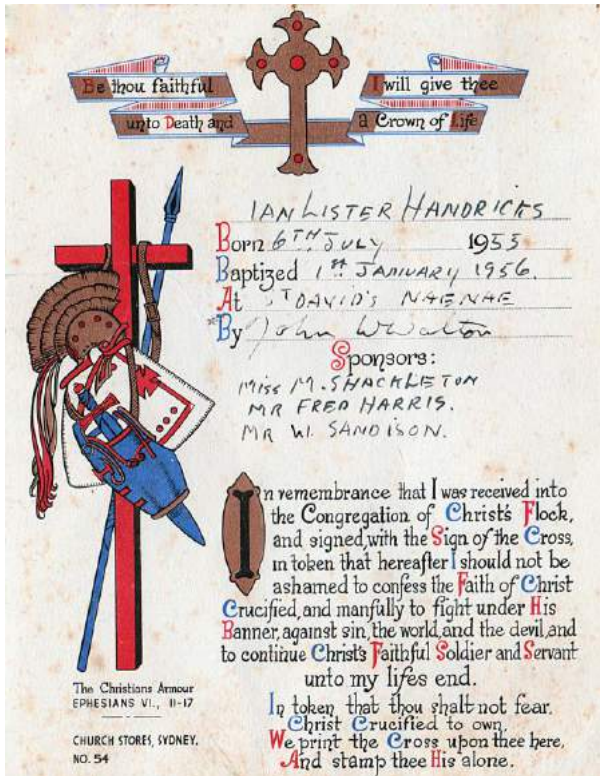 Be thou faithful
unto Death and
I will give thee
a Crown of Life
IAN LISTER HANDRICKS
Born 6TH JULY 1955
Baptized 1st JANUARY 1956.
At ST DAVID'S NAENAE
By John W Walton
Sponsors:
Miss M. SHACKLETON
MR FRED HARRIS.
MR W. SANDISON.
In remembrance that I was received into
the Congregation of Christ's Flock,
and signed, with the Sign of the Cross,
in token that hereafter I should not be
ashamed to confess the Faith of Christ
Crucified, and manfully to fight under His
Banner, against sin, the world, and the devil, and
to continue Christ's Faithful Soldier and Servant
unto my lifes end.
In token that thou shalt not fear,
Christ Crucified to own,
We print the Cross upon thee here,
And stamp thee His alone.
The Christians Armour
EPHESIANS VI., 11-17
CHURCH STORES, SYDNEY.
NO. 54